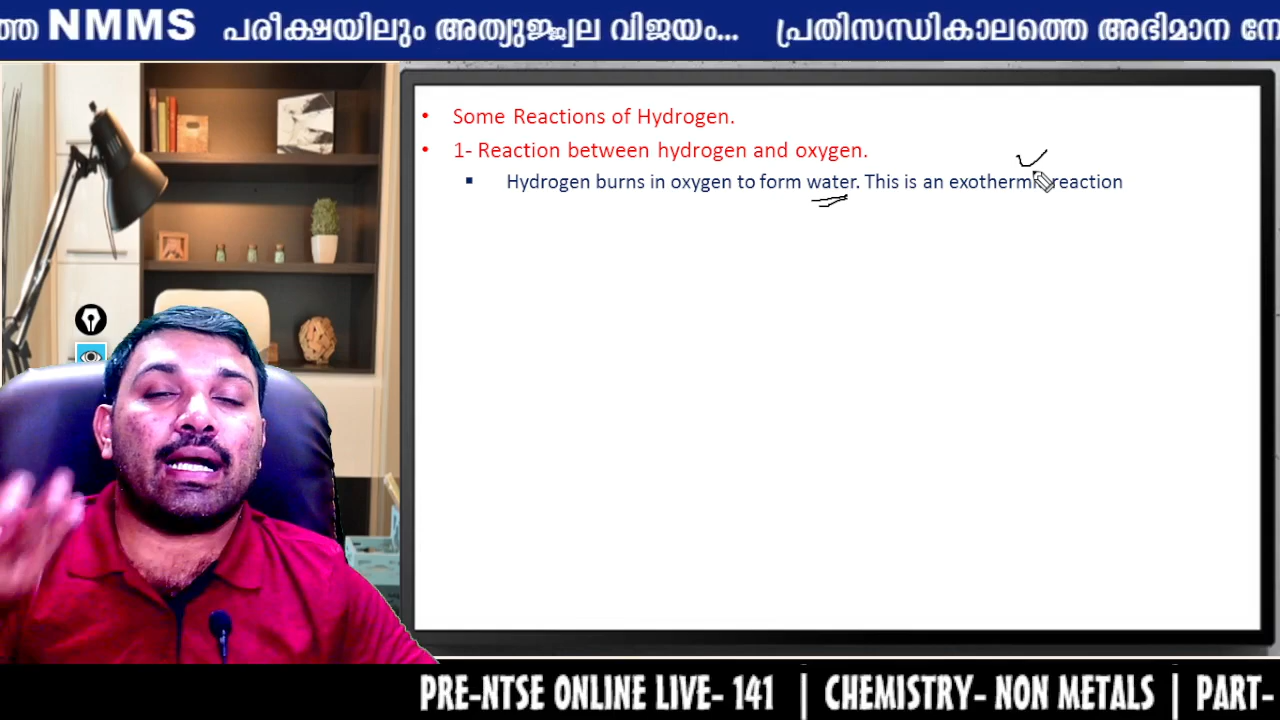 NMMS പരീക്ഷയിലും അത്യുജ്ജ്വല വിജയം... പ്രതിസന്ധികാലത്തെ അഭിമാന
• Some Reactions of Hydrogen.
• 1- Reaction between hydrogen and oxygen.
▪ Hydrogen burns in oxygen to form water. This is an exothermi reaction
PRE-NTSE ONLINE LIVE- 141 | CHEMISTRY- NON METALS | PART-